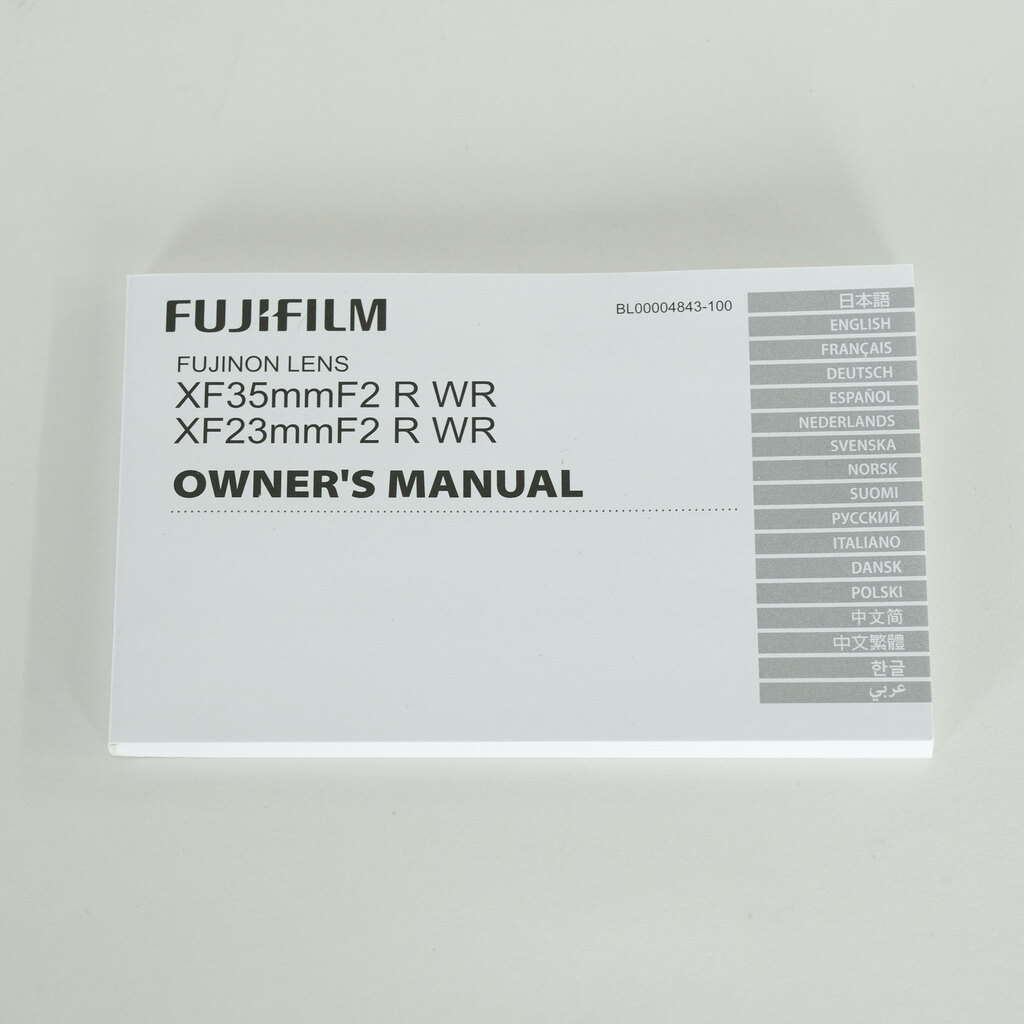 FUJIFILM
BL00004843-100
FUJINON LENS
XF35mmF2 R WR
XF23mmF2 R WR
OWNER'S MANUAL
日本語
ENGLISH
FRANÇAIS
DEUTSCH
ESPAÑOL
NEDERLANDS
SVENSKA
NORSK
SUOMI
РУССКИЙ
ITALIANO
DANSK
POLSKI
中文简
中文繁體
한글
عربي